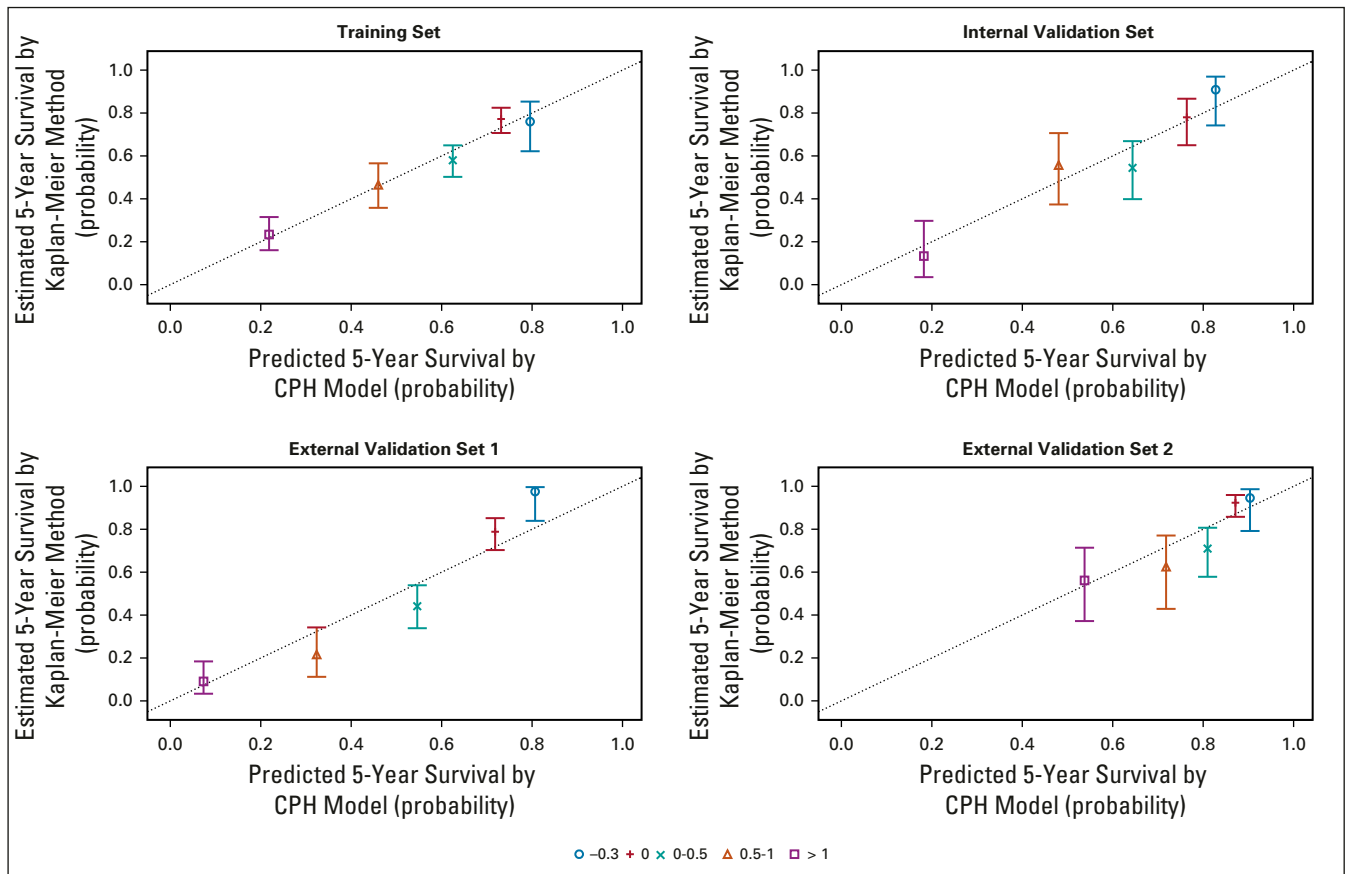 Training Set
Estimated 5-Year Survival by
Kaplan-Meier Method
(probability)
1.0
0.8
0.6
0.4
0.2
0.0
0.0 0.2 0.4 0.6 0.8 1.0
Predicted 5-Year Survival by
CPH Model (probability)
Internal Validation Set
Estimated 5-Year Survival by
Kaplan-Meier Method
(probability)
1.0
0.8
0.6
0.4
0.2
0.0
0.0 0.2 0.4 0.6 0.8 1.0
Predicted 5-Year Survival by
CPH Model (probability)
External Validation Set 1
Estimated 5-Year Survival by
Kaplan-Meier Method
(probability)
1.0
0.8
0.6
0.4
0.2
0.0
0.0 0.2 0.4 0.6 0.8 1.0
Predicted 5-Year Survival by
CPH Model (probability)
External Validation Set 2
Estimated 5-Year Survival by
Kaplan-Meier Method
(probability)
1.0
0.8
0.6
0.4
0.2
0.0
0.0 0.2 0.4 0.6 0.8 1.0
Predicted 5-Year Survival by
CPH Model (probability)
–0.3 0 0-0.5 0.5-1 > 1